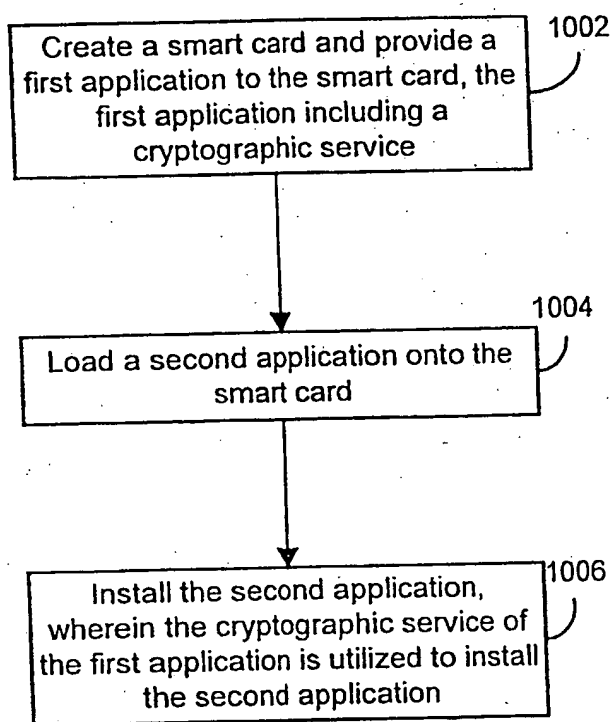 Create a smart card and provide a
first application to the smart card, the
first application including a
cryptographic service
1002
Load a second application onto the
smart card
1004
Install the second application,
wherein the cryptographic service of
the first application is utilized to install
the second application
1006